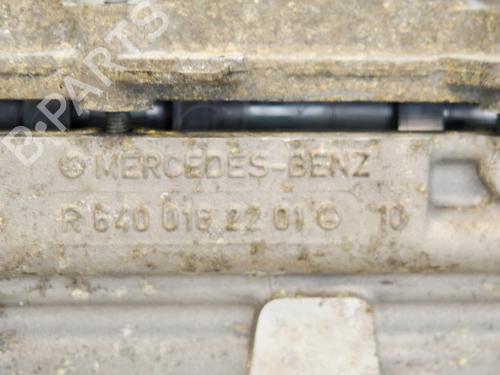 B-PARTS
MERCEDES-BENZ
R 640 016 22 01 10